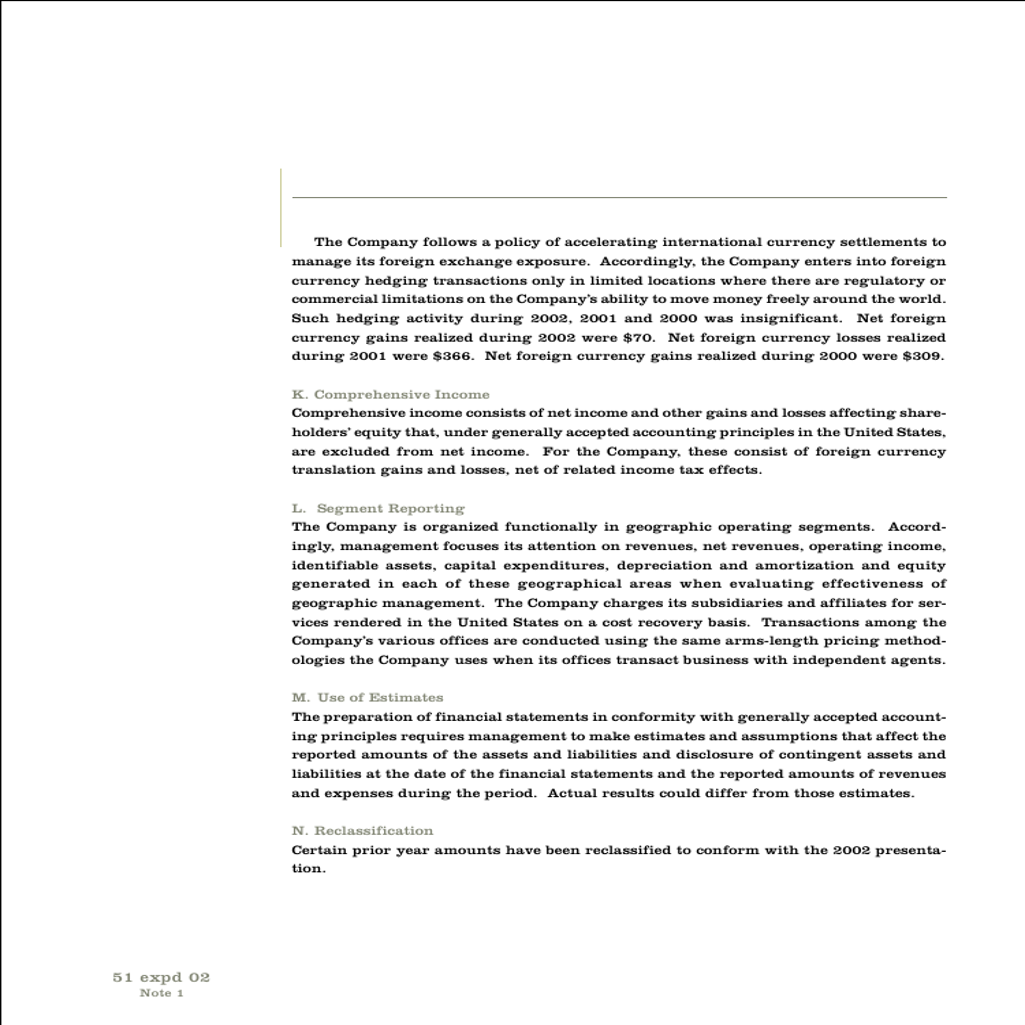 The Company follows a policy of accelerating international currency settlements to
manage its foreign exchange exposure. Accordingly, the Company enters into foreign
currency hedging transactions only in limited locations where there are regulatory or
commercial limitations on the Company's ability to move money freely around the world.
Such hedging activity during 2002, 2001 and 2000 was insignificant. Net foreign
currency gains realized during 2002 were $70. Net foreign currency losses realized
during 2001 were $366. Net foreign currency gains realized during 2000 were $309.
K. Comprehensive Income
Comprehensive income consists of net income and other gains and losses affecting share-
holders' equity that, under generally accepted accounting principles in the United States,
are excluded from net income. For the Company, these consist of foreign currency
translation gains and losses, net of related income tax effects.
L. Segment Reporting
The Company is organized functionally in geographic operating segments. Accord-
ingly, management focuses its attention on revenues, net revenues, operating income,
identifiable assets, capital expenditures, depreciation and amortization and equity
generated in each of these geographical areas when evaluating effectiveness of
geographic management. The Company charges its subsidiaries and affiliates for ser-
vices rendered in the United States on a cost recovery basis. Transactions among the
Company's various offices are conducted using the same arms-length pricing method-
ologies the Company uses when its offices transact business with independent agents.
M. Use of Estimates
The preparation of financial statements in conformity with generally accepted account-
ing principles requires management to make estimates and assumptions that affect the
reported amounts of the assets and liabilities and disclosure of contingent assets and
liabilities at the date of the financial statements and the reported amounts of revenues
and expenses during the period. Actual results could differ from those estimates.
N. Reclassification
Certain prior year amounts have been reclassified to conform with the 2002 presenta-
tion.
51 expd 02
Note 1